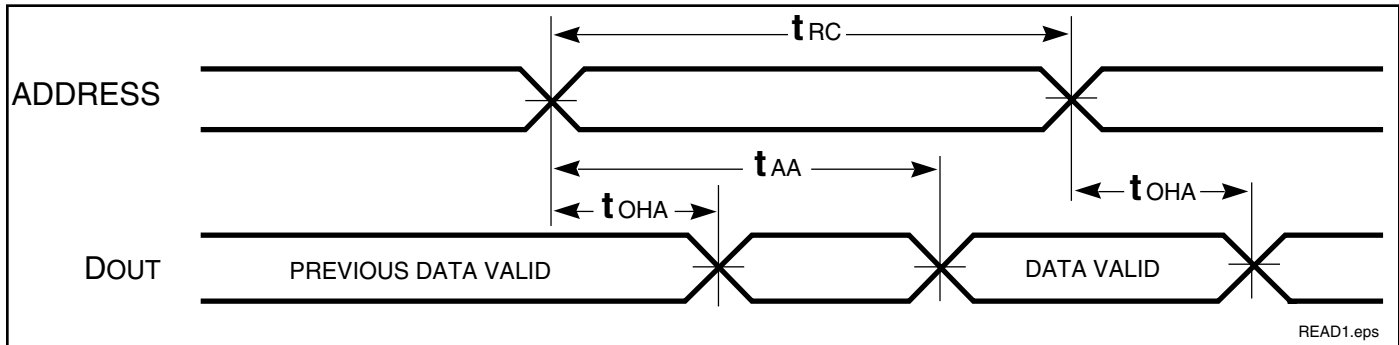 tRC
ADDRESS
tAA
tOHA
tOHA
DOUT
PREVIOUS DATA VALID
DATA VALID
READ1.eps